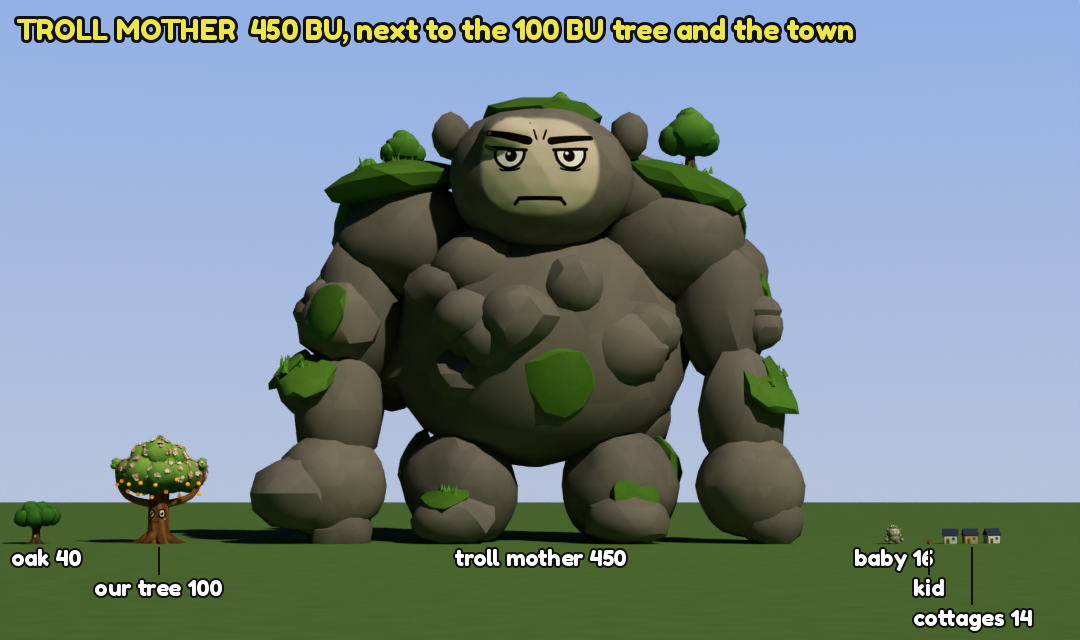 TROLL MOTHER 450 BU, next to the 100 BU tree and the town
oak 40
troll mother 450
baby 16
our tree 100
kid
cottages 14